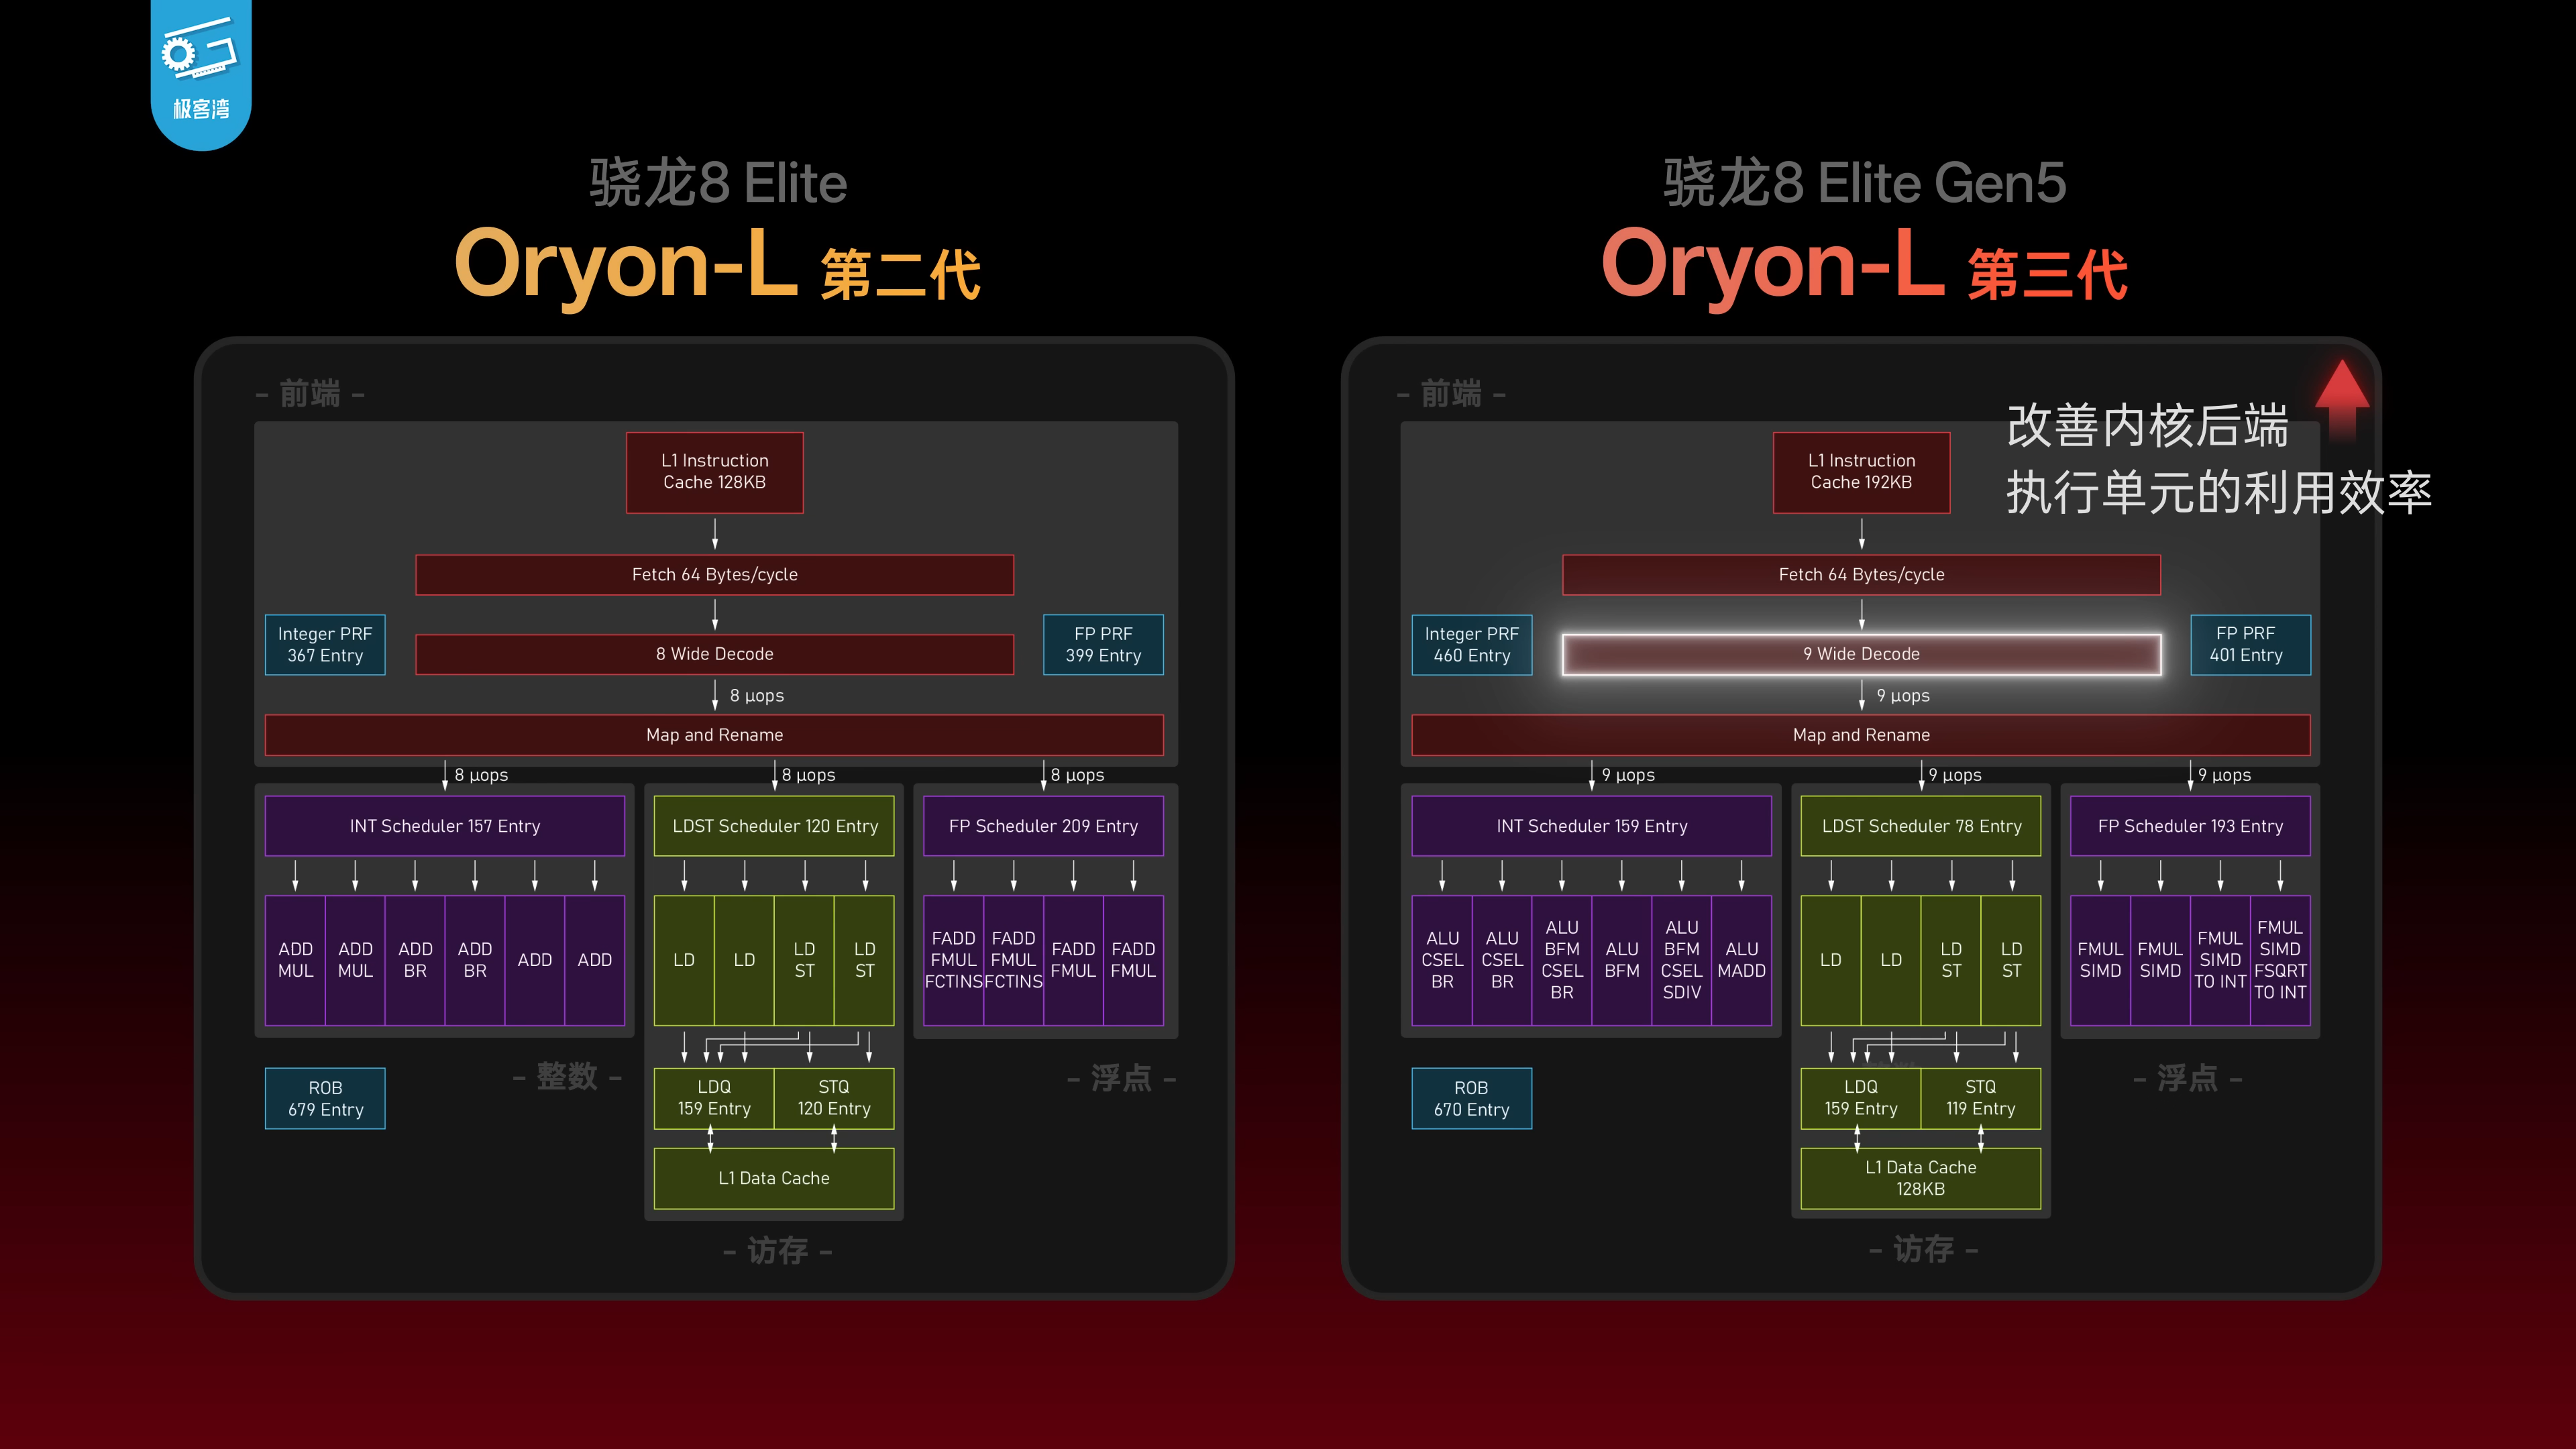 极客湾
骁龙8 Elite
Oryon-L 第二代
- 前端 -
L1 Instruction
Cache 128KB
Fetch 64 Bytes/cycle
Integer PRF
367 Entry
8 Wide Decode
FP PRF
399 Entry
8 μops
Map and Rename
8 μops
8 μops
8 μops
INT Scheduler 157 Entry
LDST Scheduler 120 Entry
FP Scheduler 209 Entry
ADD
MUL
ADD
MUL
ADD
BR
ADD
BR
ADD
ADD
LD
LD
LD
ST
LD
ST
FADD
FMUL
FCTINS
FADD
FMUL
FCTINS
FADD
FMUL
FADD
FMUL
- 整数 -
- 浮点 -
ROB
679 Entry
LDQ
159 Entry
STQ
120 Entry
L1 Data Cache
- 访存 -
骁龙8 Elite Gen5
Oryon-L 第三代
- 前端 -
改善内核后端
执行单元的利用效率
L1 Instruction
Cache 192KB
Fetch 64 Bytes/cycle
Integer PRF
460 Entry
9 Wide Decode
FP PRF
401 Entry
9 μops
Map and Rename
9 μops
9 μops
9 μops
INT Scheduler 159 Entry
LDST Scheduler 78 Entry
FP Scheduler 193 Entry
ALU
CSEL
BR
ALU
CSEL
BR
ALU
BFM
CSEL
BR
ALU
BFM
ALU
BFM
CSEL
SDIV
ALU
MADD
LD
LD
LD
ST
LD
ST
FMUL
SIMD
FMUL
SIMD
FMUL
SIMD
TO INT
FMUL
SIMD
FSQRT
TO INT
- 浮点 -
ROB
670 Entry
LDQ
159 Entry
STQ
119 Entry
L1 Data Cache
128KB
- 访存 -